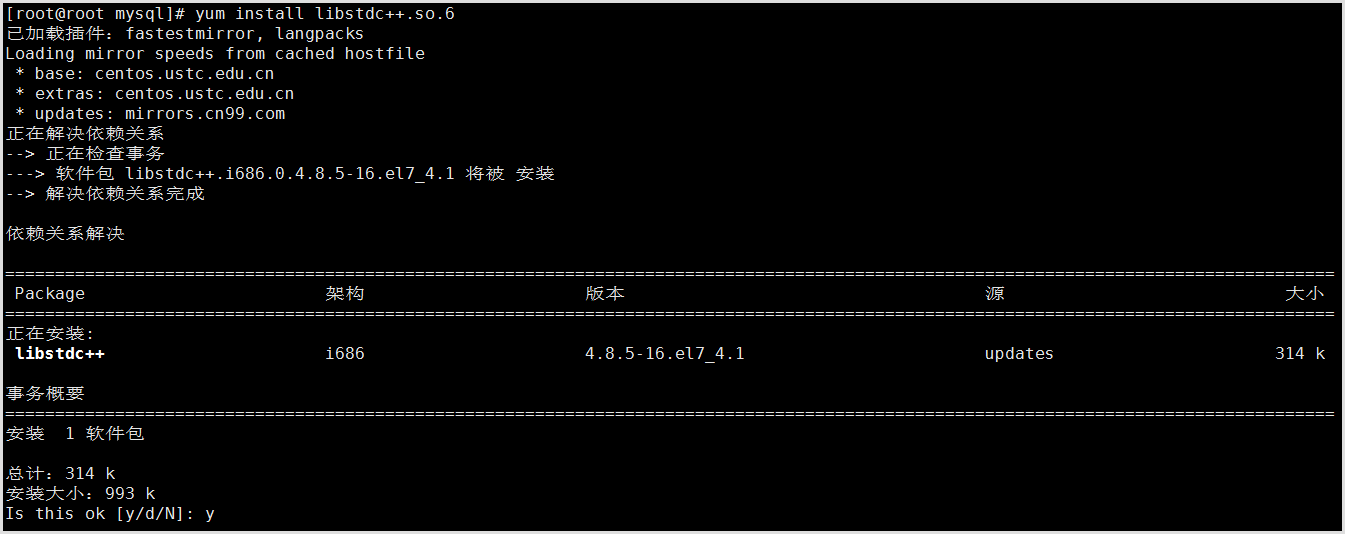 [root@root mysql]# yum install libstdc++.so.6
已加载插件：fastestmirror, langpacks
Loading mirror speeds from cached hostfile
 * base: centos.ustc.edu.cn
 * extras: centos.ustc.edu.cn
 * updates: mirrors.cn99.com
正在解决依赖关系
--> 正在检查事务
---> 软件包 libstdc++.i686.0.4.8.5-16.el7_4.1 将被 安装
--> 解决依赖关系完成
依赖关系解决
=====================================================================================================================================
 Package 架构 版本 源 大小
=====================================================================================================================================
正在安装:
 libstdc++ i686 4.8.5-16.el7_4.1 updates 314 k
事务概要
=====================================================================================================================================
安装  1 软件包
总计：314 k
安装大小：993 k
Is this ok [y/d/N]: y